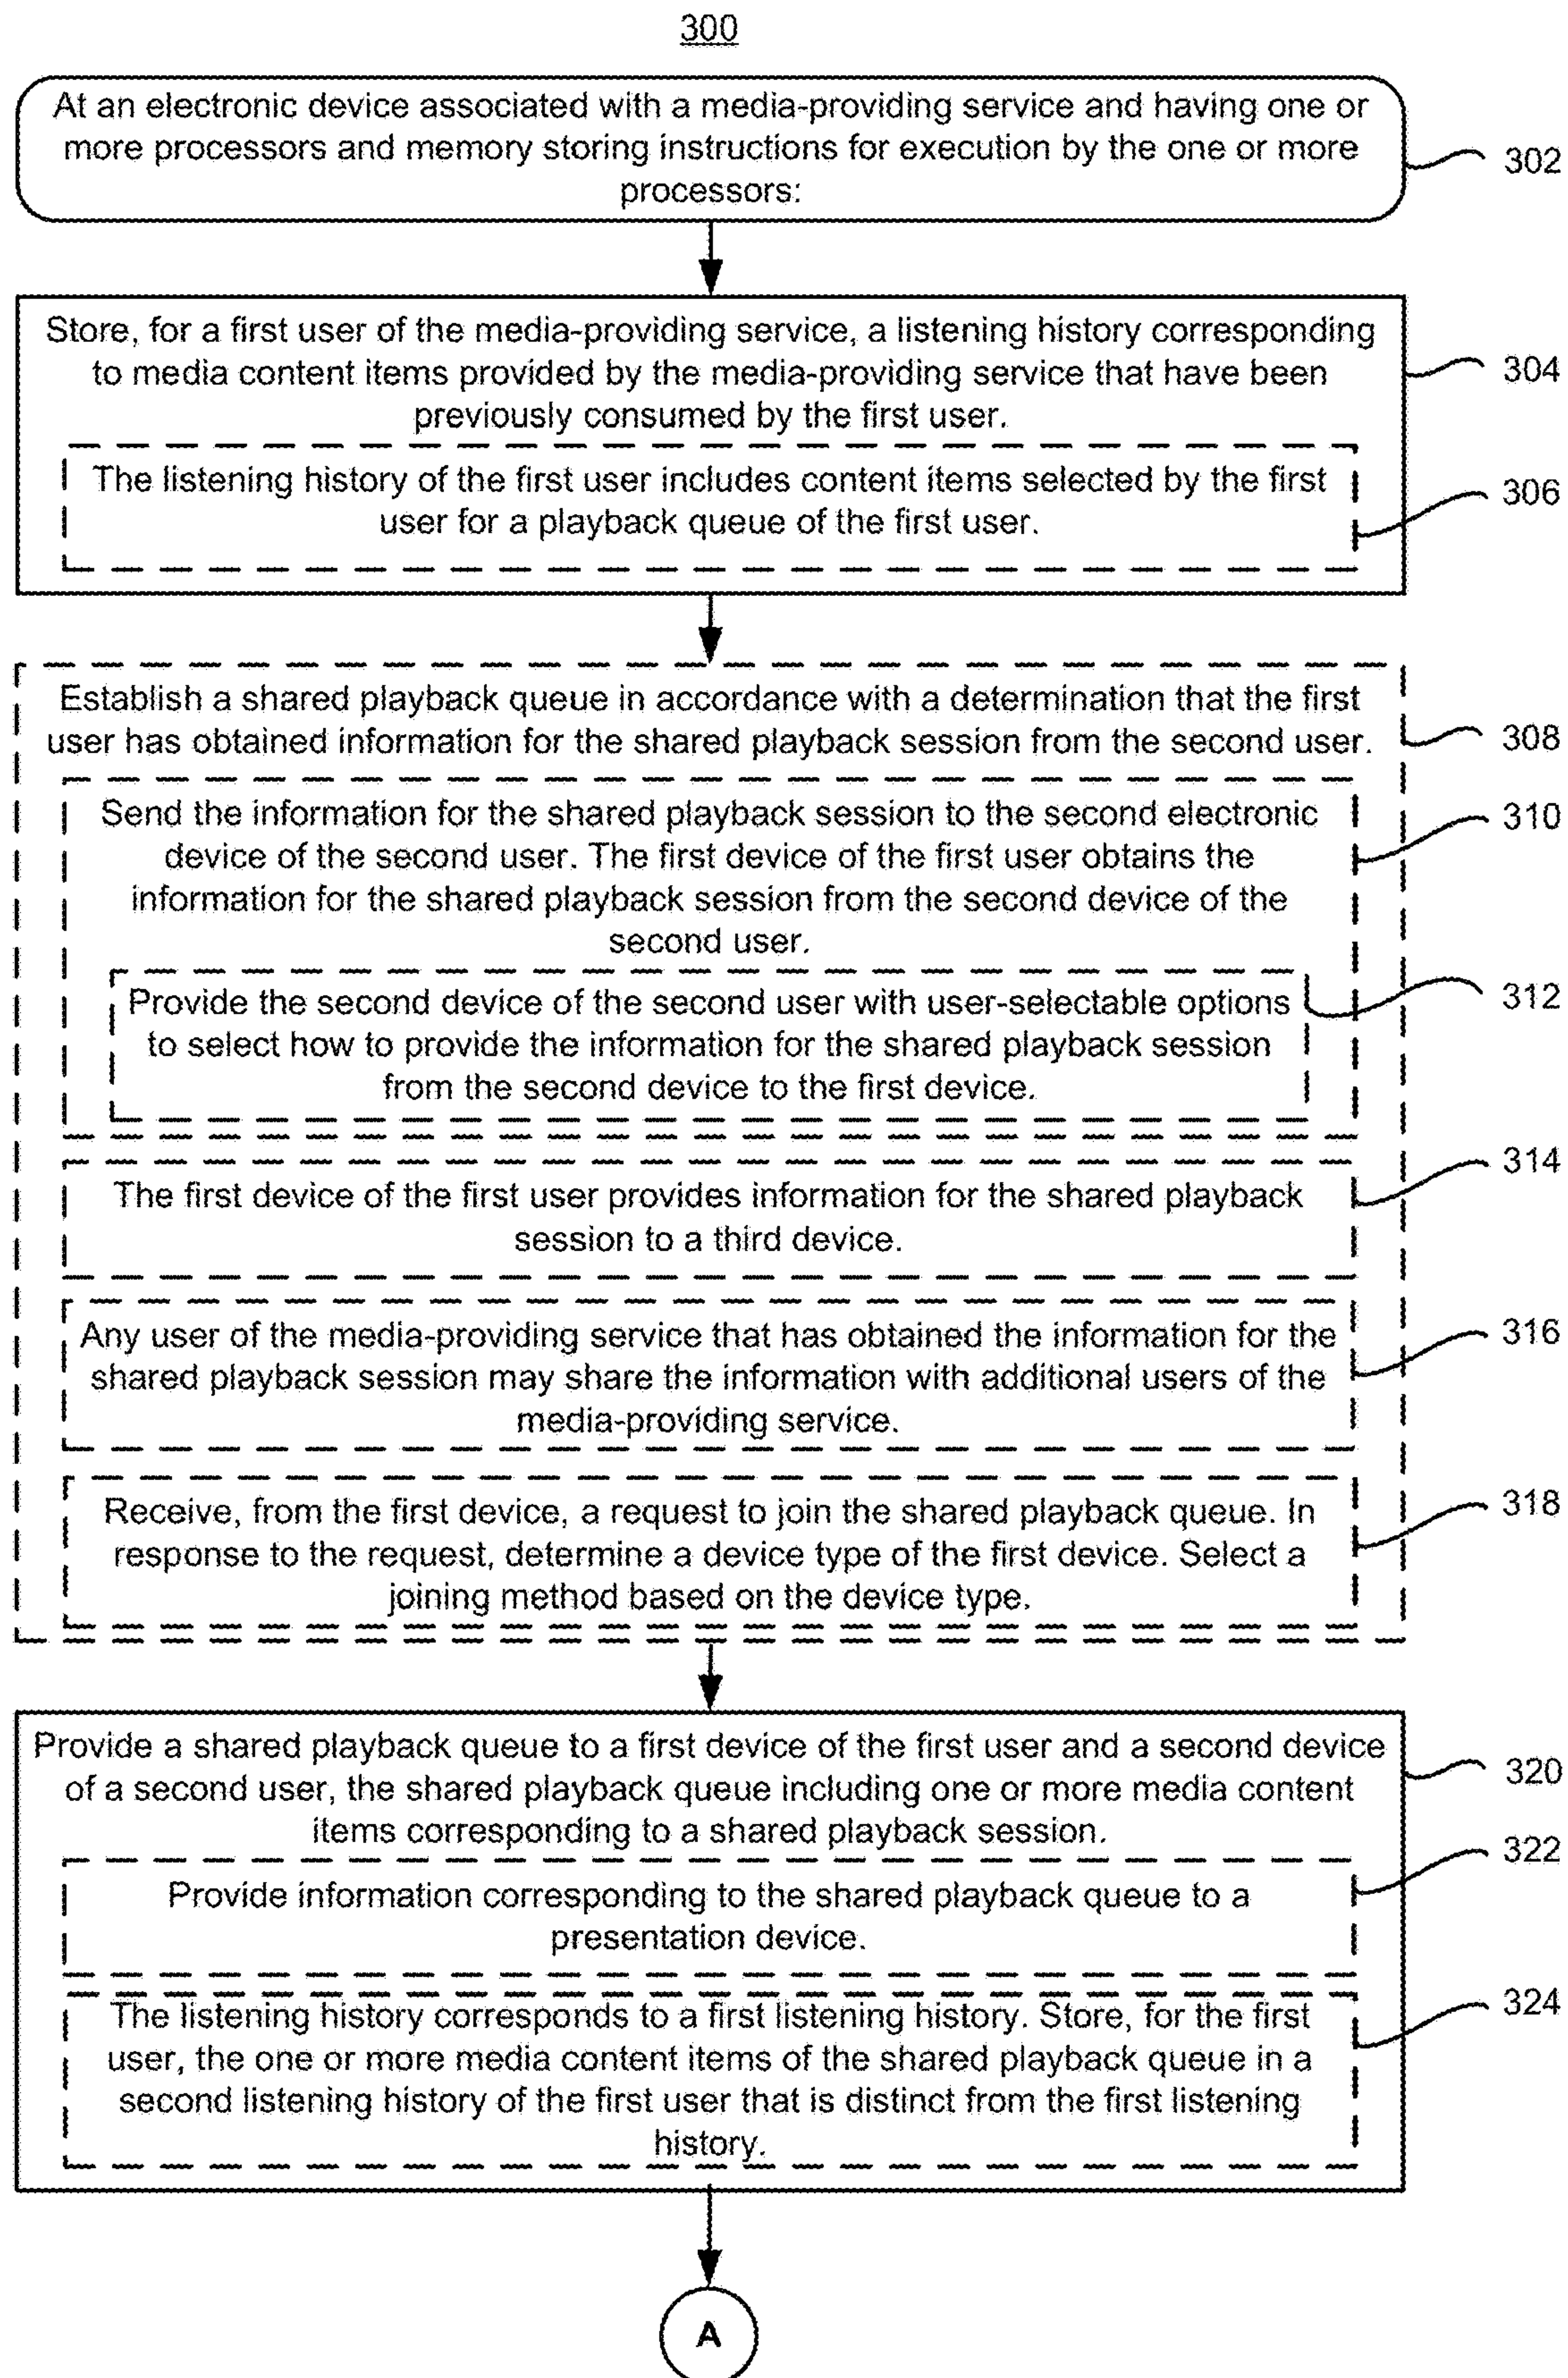 300
At an electronic device associated with a media-providing service and having one or
more processors and memory storing instructions for execution by the one or more
processors:
302
Store, for a first user of the media-providing service, a listening history corresponding
to media content items provided by the media-providing service that have been
previously consumed by the first user.
304
The listening history of the first user includes content items selected by the first
user for a playback queue of the first user.
306
Establish a shared playback queue in accordance with a determination that the first
user has obtained information for the shared playback session from the second user.
308
Send the information for the shared playback session to the second electronic
device of the second user. The first device of the first user obtains the
information for the shared playback session from the second device of the
second user.
310
Provide the second device of the second user with user-selectable options
to select how to provide the information for the shared playback session
from the second device to the first device.
312
The first device of the first user provides information for the shared playback
session to a third device.
314
Any user of the media-providing service that has obtained the information for the
shared playback session may share the information with additional users of the
media-providing service.
316
Receive, from the first device, a request to join the shared playback queue. In
response to the request, determine a device type of the first device. Select a
joining method based on the device type.
318
Provide a shared playback queue to a first device of the first user and a second device
of a second user, the shared playback queue including one or more media content
items corresponding to a shared playback session.
320
Provide information corresponding to the shared playback queue to a
presentation device.
322
The listening history corresponds to a first listening history. Store, for the first
user, the one or more media content items of the shared playback queue in a
second listening history of the first user that is distinct from the first listening
history.
324
A